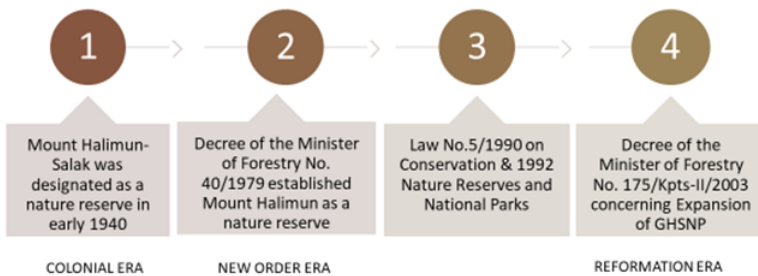 1
2
3
4
Mount Halimun-
Salak was
designated as a
nature reserve in
early 1940
Decree of the Minister
of Forestry No.
40/1979 established
Mount Halimun as a
nature reserve
Law No.5/1990 on
Conservation & 1992
Nature Reserves and
National Parks
Decree of the
Minister of Forestry
No. 175/Kpts-II/2003
concerning Expansion
of GHSNP
COLONIAL ERA
NEW ORDER ERA
REFORMATION ERA